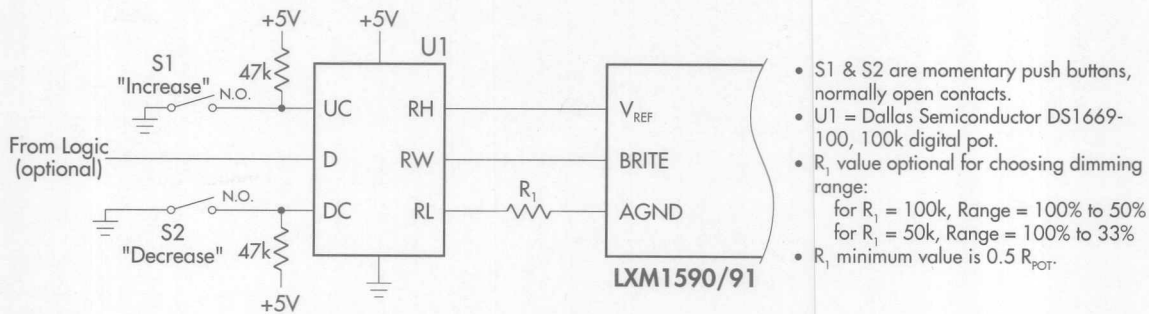 +5V
+5V
U1
S1
"Increase"
47k
N.O.
UC
RH
V_REF
From Logic
(optional)
D
RW
BRITE
N.O.
DC
RL
R₁
AGND
S2
"Decrease"
47k
+5V
LXM1590/91
• S1 & S2 are momentary push buttons,
normally open contacts.
• U1 = Dallas Semiconductor DS1669-
100, 100k digital pot.
• R₁ value optional for choosing dimming
range:
for R₁ = 100k, Range = 100% to 50%
for R₁ = 50k, Range = 100% to 33%
• R₁ minimum value is 0.5 R_POT.